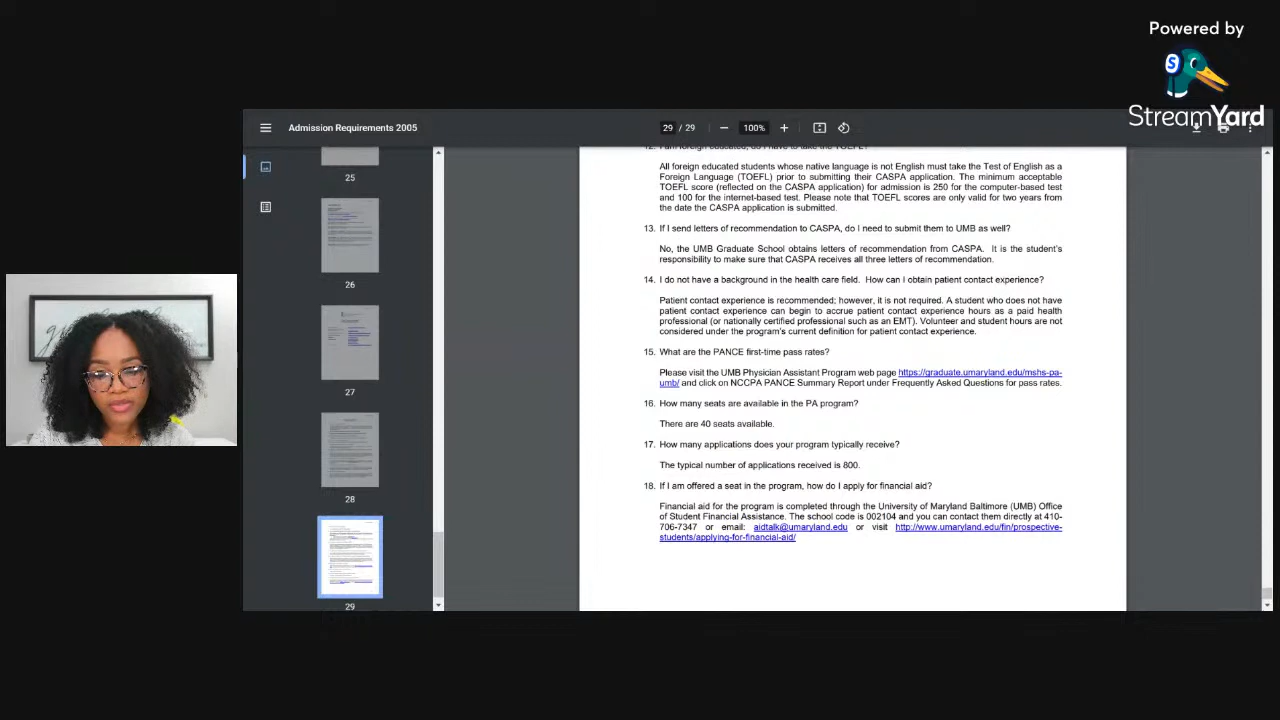 Powered by
StreamYard
Admission Requirements 2005
29 / 29
100%
25
26
27
28
29
12. I am foreign educated, do I have to take the TOEFL?
All foreign educated students whose native language is not English must take the Test of English as a
Foreign Language (TOEFL) prior to submitting their CASPA application. The minimum acceptable
TOEFL score (reflected on the CASPA application) for admission is 250 for the computer-based test
and 100 for the internet-based test. Please note that TOEFL scores are only valid for two years from
the date the CASPA application is submitted.
13. If I send letters of recommendation to CASPA, do I need to submit them to UMB as well?
No, the UMB Graduate School obtains letters of recommendation from CASPA. It is the student's
responsibility to make sure that CASPA receives all three letters of recommendation.
14. I do not have a background in the health care field. How can I obtain patient contact experience?
Patient contact experience is recommended; however, it is not required. A student who does not have
patient contact experience can begin to accrue patient contact experience hours as a paid health
professional (or nationally certified professional such as an EMT). Volunteer and student hours are not
considered under the program's current definition for patient contact experience.
15. What are the PANCE first-time pass rates?
Please visit the UMB Physician Assistant Program web page https://graduate.umaryland.edu/mshs-pa-
umb/ and click on NCCPA PANCE Summary Report under Frequently Asked Questions for pass rates.
16. How many seats are available in the PA program?
There are 40 seats available.
17. How many applications does your program typically receive?
The typical number of applications received is 800.
18. If I am offered a seat in the program, how do I apply for financial aid?
Financial aid for the program is completed through the University of Maryland Baltimore (UMB) Office
of Student Financial Assistance. The school code is 002104 and you can contact them directly at 410-
706-7347 or email: aidtalk@umaryland.edu or visit http://www.umaryland.edu/fin/prospective-
students/applying-for-financial-aid/